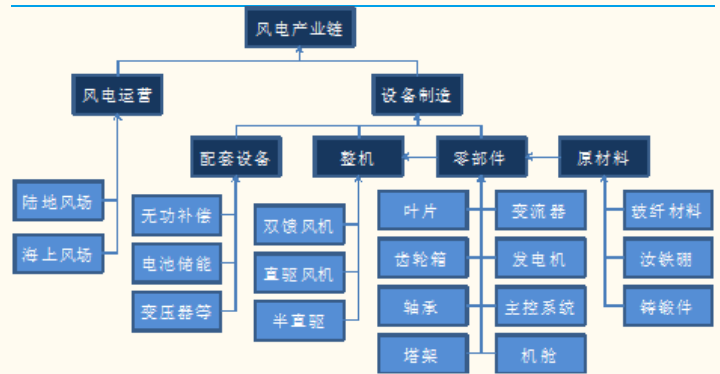 风电产业链
风电运营
设备制造
配套设备
整机
零部件
原材料
陆地风场
海上风场
无功补偿
电池储能
变压器等
双馈风机
直驱风机
半直驱
叶片
变流器
齿轮箱
发电机
轴承
主控系统
塔架
机舱
玻纤材料
汝铁硼
铸锻件